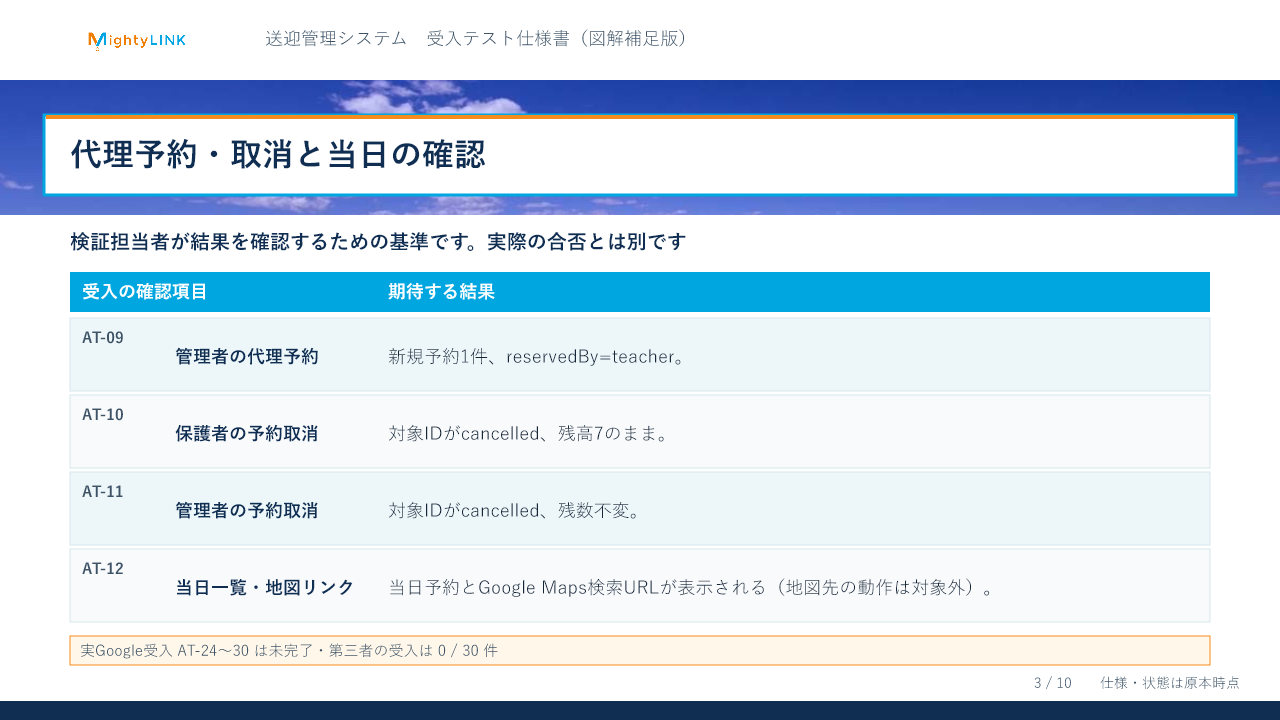 MightyLINK
送迎管理システム　受入テスト仕様書（図解補足版）
代理予約・取消と当日の確認
検証担当者が結果を確認するための基準です。実際の合否とは別です
受入の確認項目 期待する結果
AT-09
管理者の代理予約 新規予約1件、reservedBy=teacher。
AT-10
保護者の予約取消 対象IDがcancelled、残高7のまま。
AT-11
管理者の予約取消 対象IDがcancelled、残数不変。
AT-12
当日一覧・地図リンク 当日予約とGoogle Maps検索URLが表示される（地図先の動作は対象外）。
実Google受入 AT-24〜30 は未完了・第三者の受入は 0 / 30 件
3 / 10 仕様・状態は原本時点